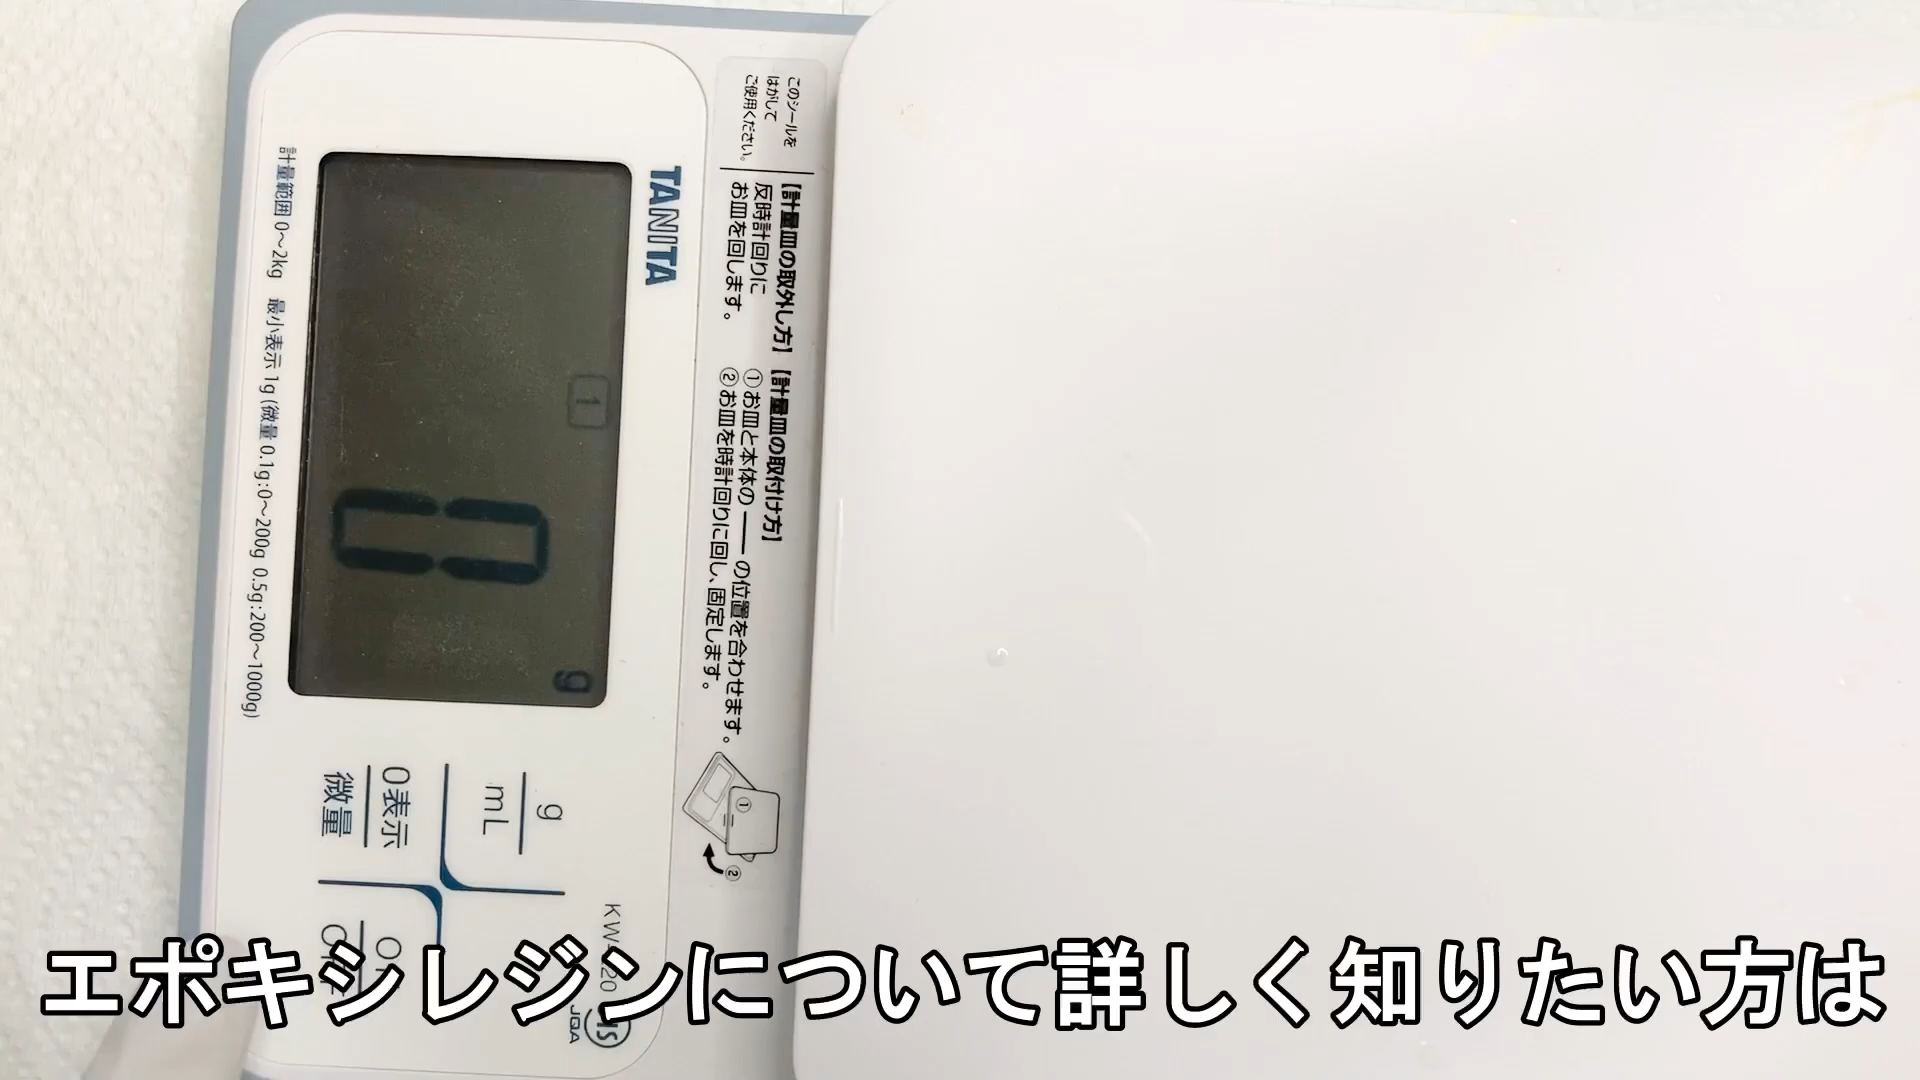 このシールを
はがして
ご使用ください。
【計量皿の取外し方】
反時計回りに
お皿を回します。
【計量皿の取付け方】
①お皿と本体の━━の位置を合わせます。
②お皿を時計回りに回し、固定します。
①
②
TANITA
1
0
g
計量範囲 0～2kg 最小表示 1g (微量 0.1g:0～200g 0.5g:200～1000g)
g
mL
0表示
微量
JQA
エポキシレジンについて詳しく知りたい方は